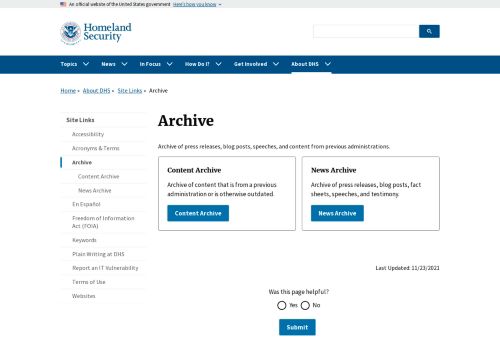 An official website of the United States government Here's how you know
Homeland
Security
Topics News In Focus How Do I? Get Involved About DHS
Home » About DHS » Site Links » Archive
Site Links
Accessibility
Acronyms & Terms
Archive
Content Archive
News Archive
En Español
Freedom of Information
Act (FOIA)
Keywords
Plain Writing at DHS
Report an IT Vulnerability
Terms of Use
Websites
Archive
Archive of press releases, blog posts, speeches, and content from previous administrations.
Content Archive
Archive of content that is from a previous
administration or is otherwise outdated.
Content Archive
News Archive
Archive of press releases, blog posts, fact
sheets, speeches, and testimony.
News Archive
Last Updated: 11/23/2021
Was this page helpful?
Yes No
Submit